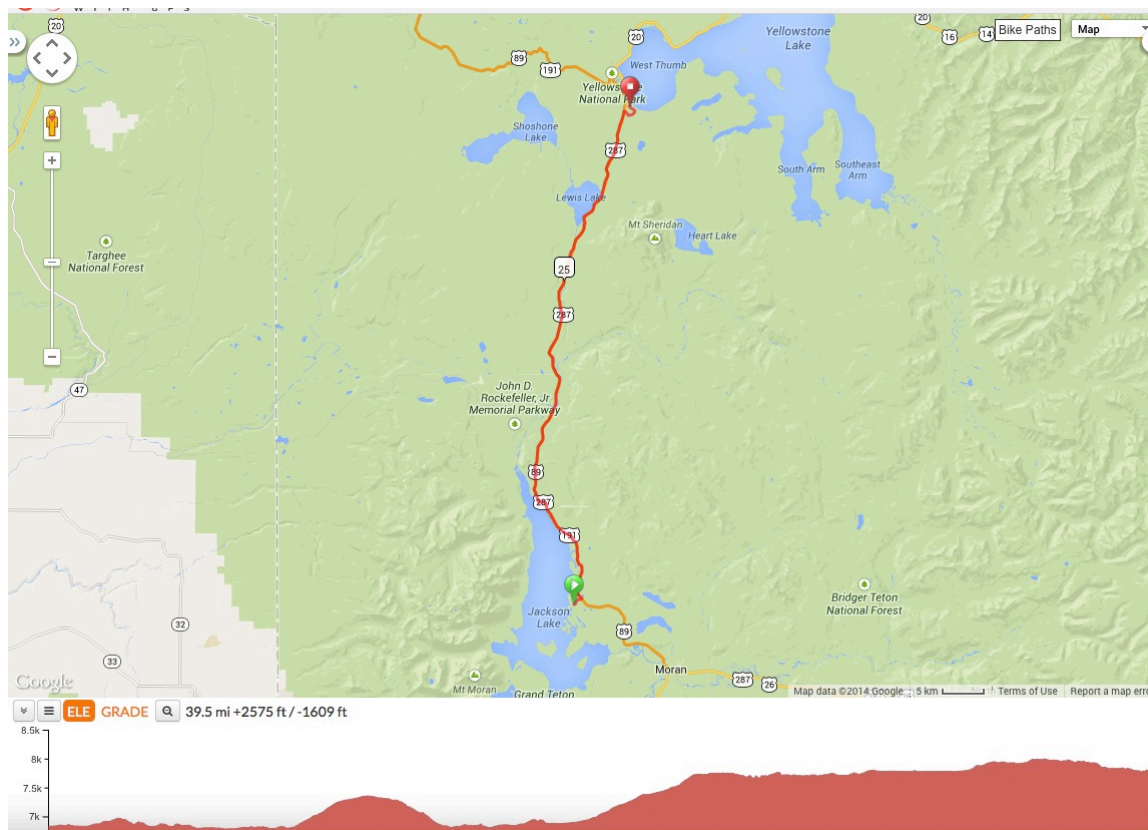 20
20
16
14
Bike Paths
Map
»
89
191
20
Yellowstone
Lake
West Thumb
Yellowstone
National Park
Shoshone
Lake
287
Southeast
Arm
South Arm
Lewis Lake
Mt Sheridan
Heart Lake
Targhee
National Forest
25
287
+
−
47
John D.
Rockefeller, Jr
Memorial Parkway
89
287
191
Jackson
Lake
Bridger Teton
National Forest
32
89
33
Moran
Google
Mt Moran
Grand Teton
287
26
Map data ©2014 Google
5 km
Terms of Use
Report a map erro
ELE GRADE 39.5 mi +2575 ft / -1609 ft
8.5k
8k
7.5k
7k